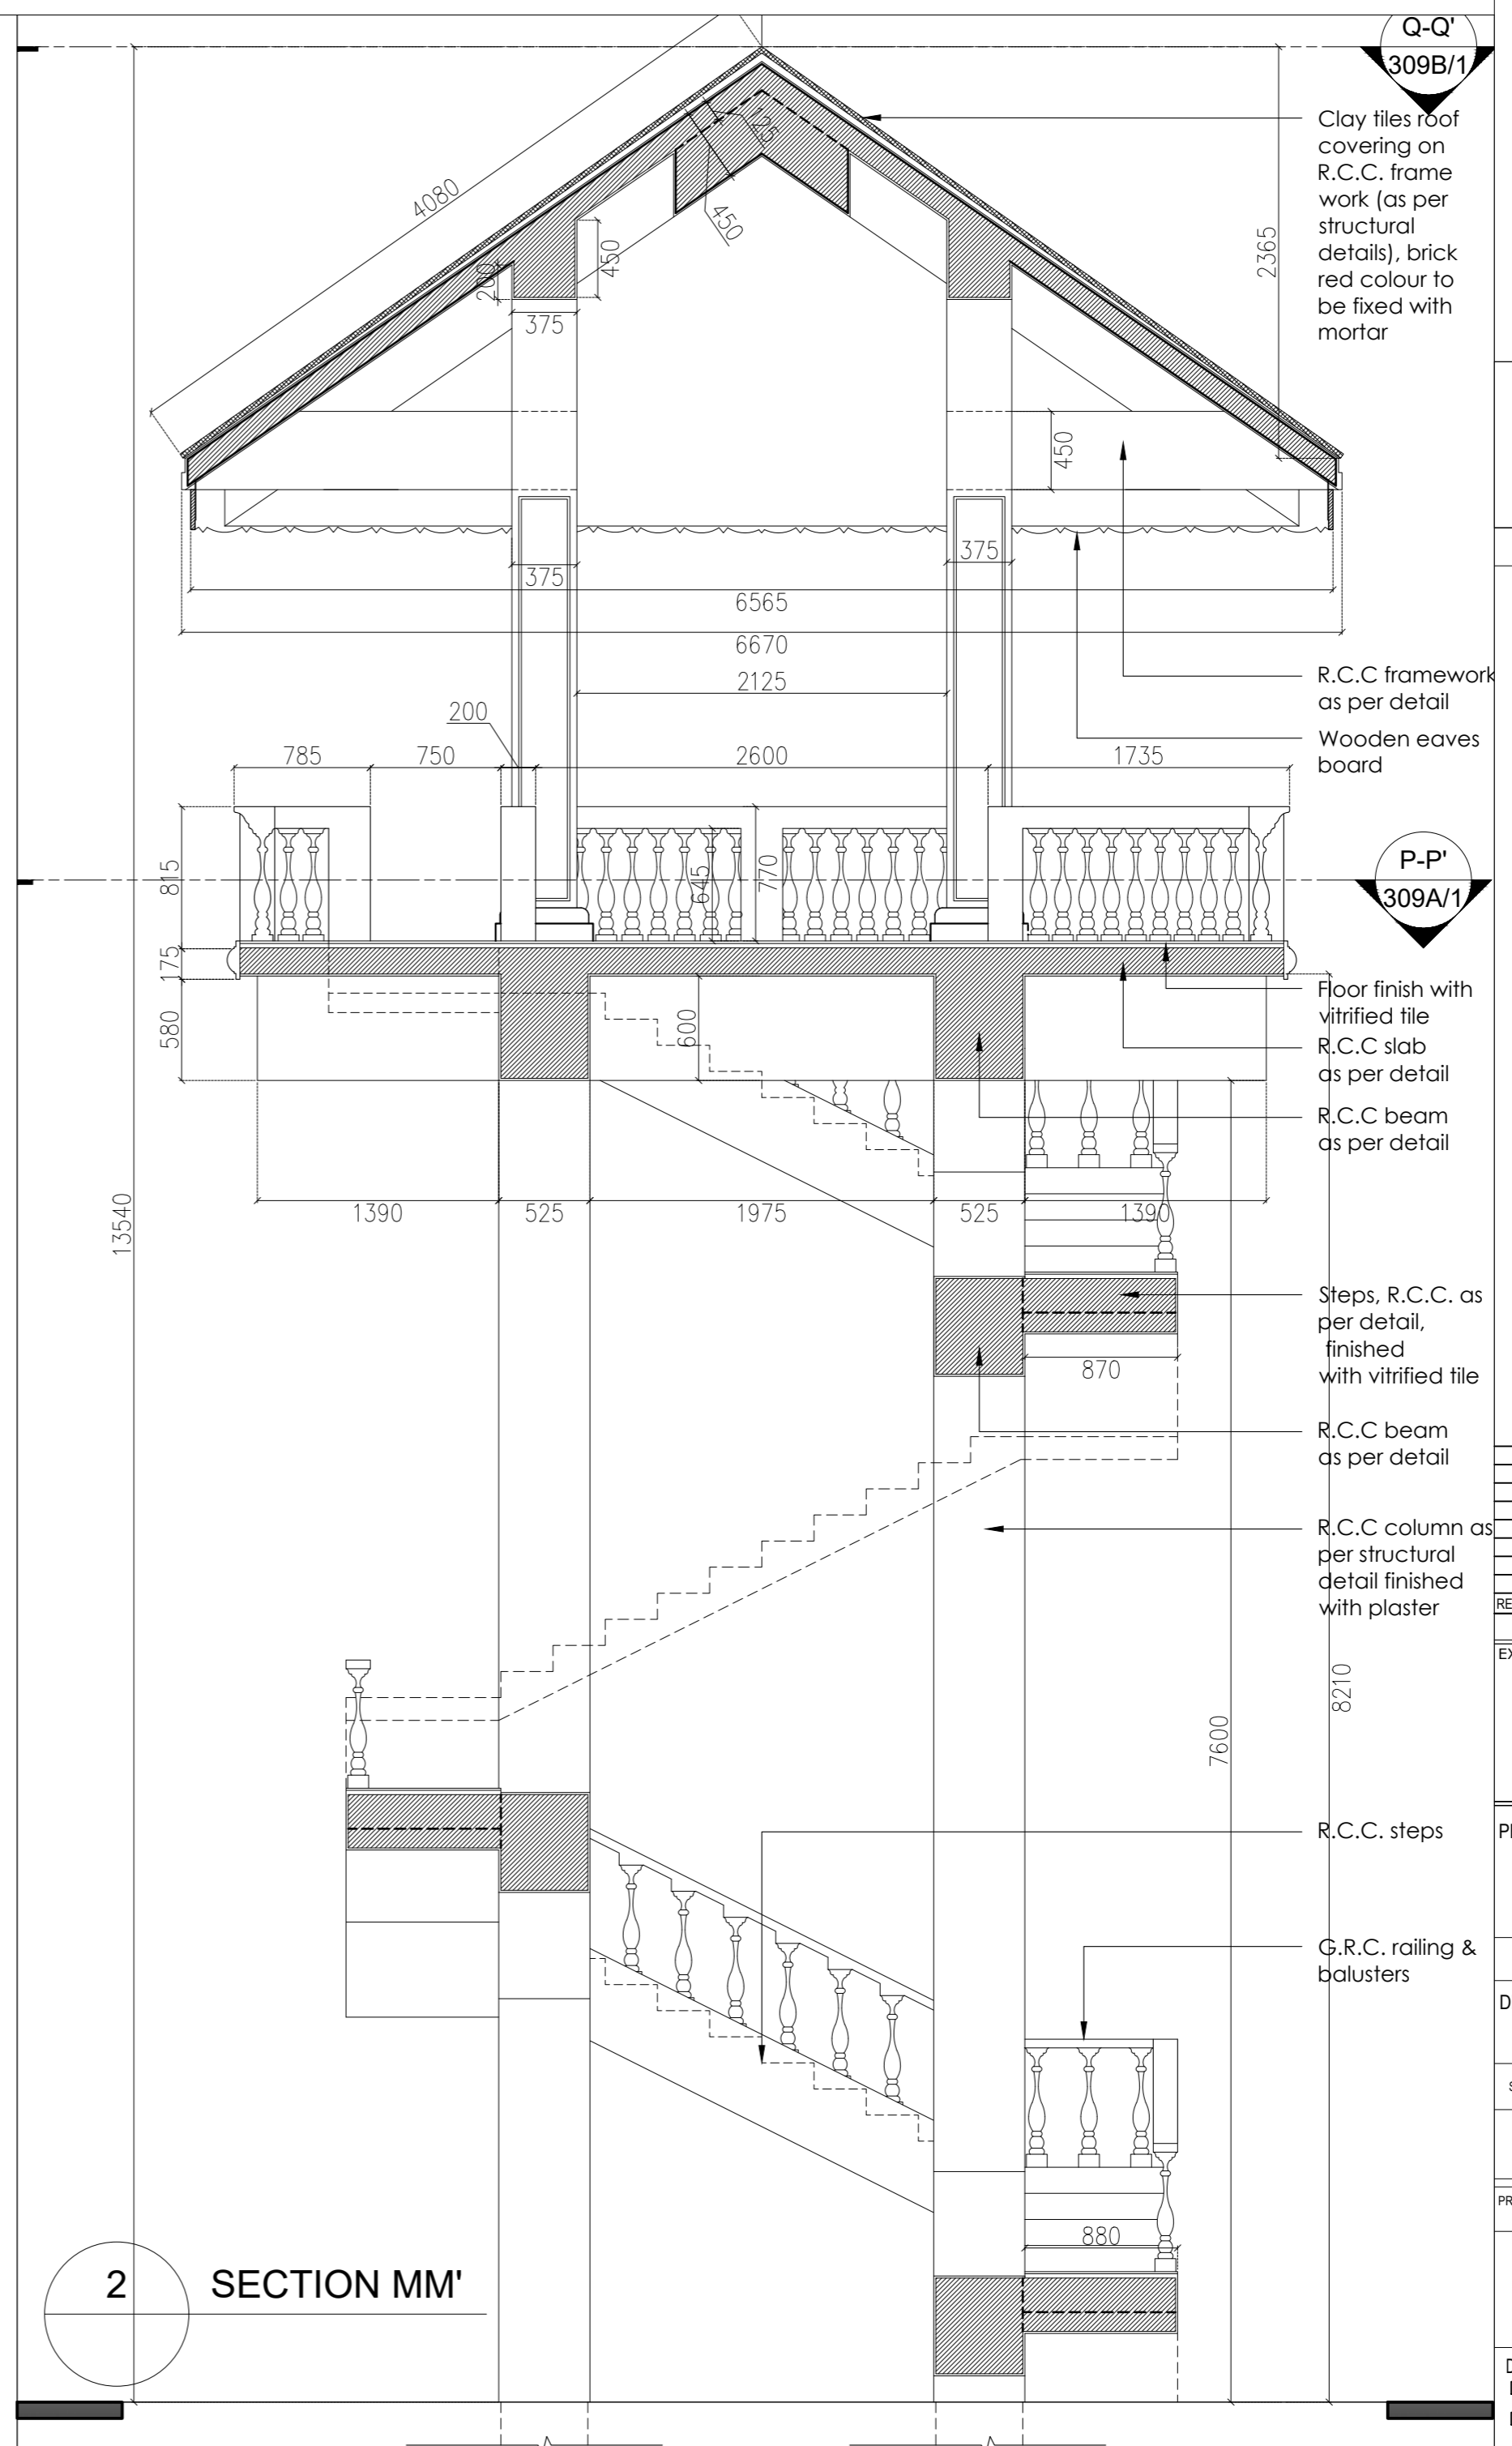 Q-Q'
309B/1
Clay tiles roof
covering on
R.C.C. frame
work (as per
structural
details), brick
red colour to
be fixed with
mortar
4080
125
450
450
200
375
2365
450
375
375
6565
6670
2125
R.C.C framework
as per detail
Wooden eaves
board
200
785
750
2600
1735
815
645
770
P-P'
309A/1
175
580
600
Floor finish with
vitrified tile
R.C.C slab
as per detail
R.C.C beam
as per detail
13540
1390
525
1975
525
1390
Steps, R.C.C. as
per detail,
finished
with vitrified tile
870
R.C.C beam
as per detail
R.C.C column as
per structural
detail finished
with plaster
RE
EX
8210
7600
R.C.C. steps
G.R.C. railing &
balusters
880
PR
2
SECTION MM'